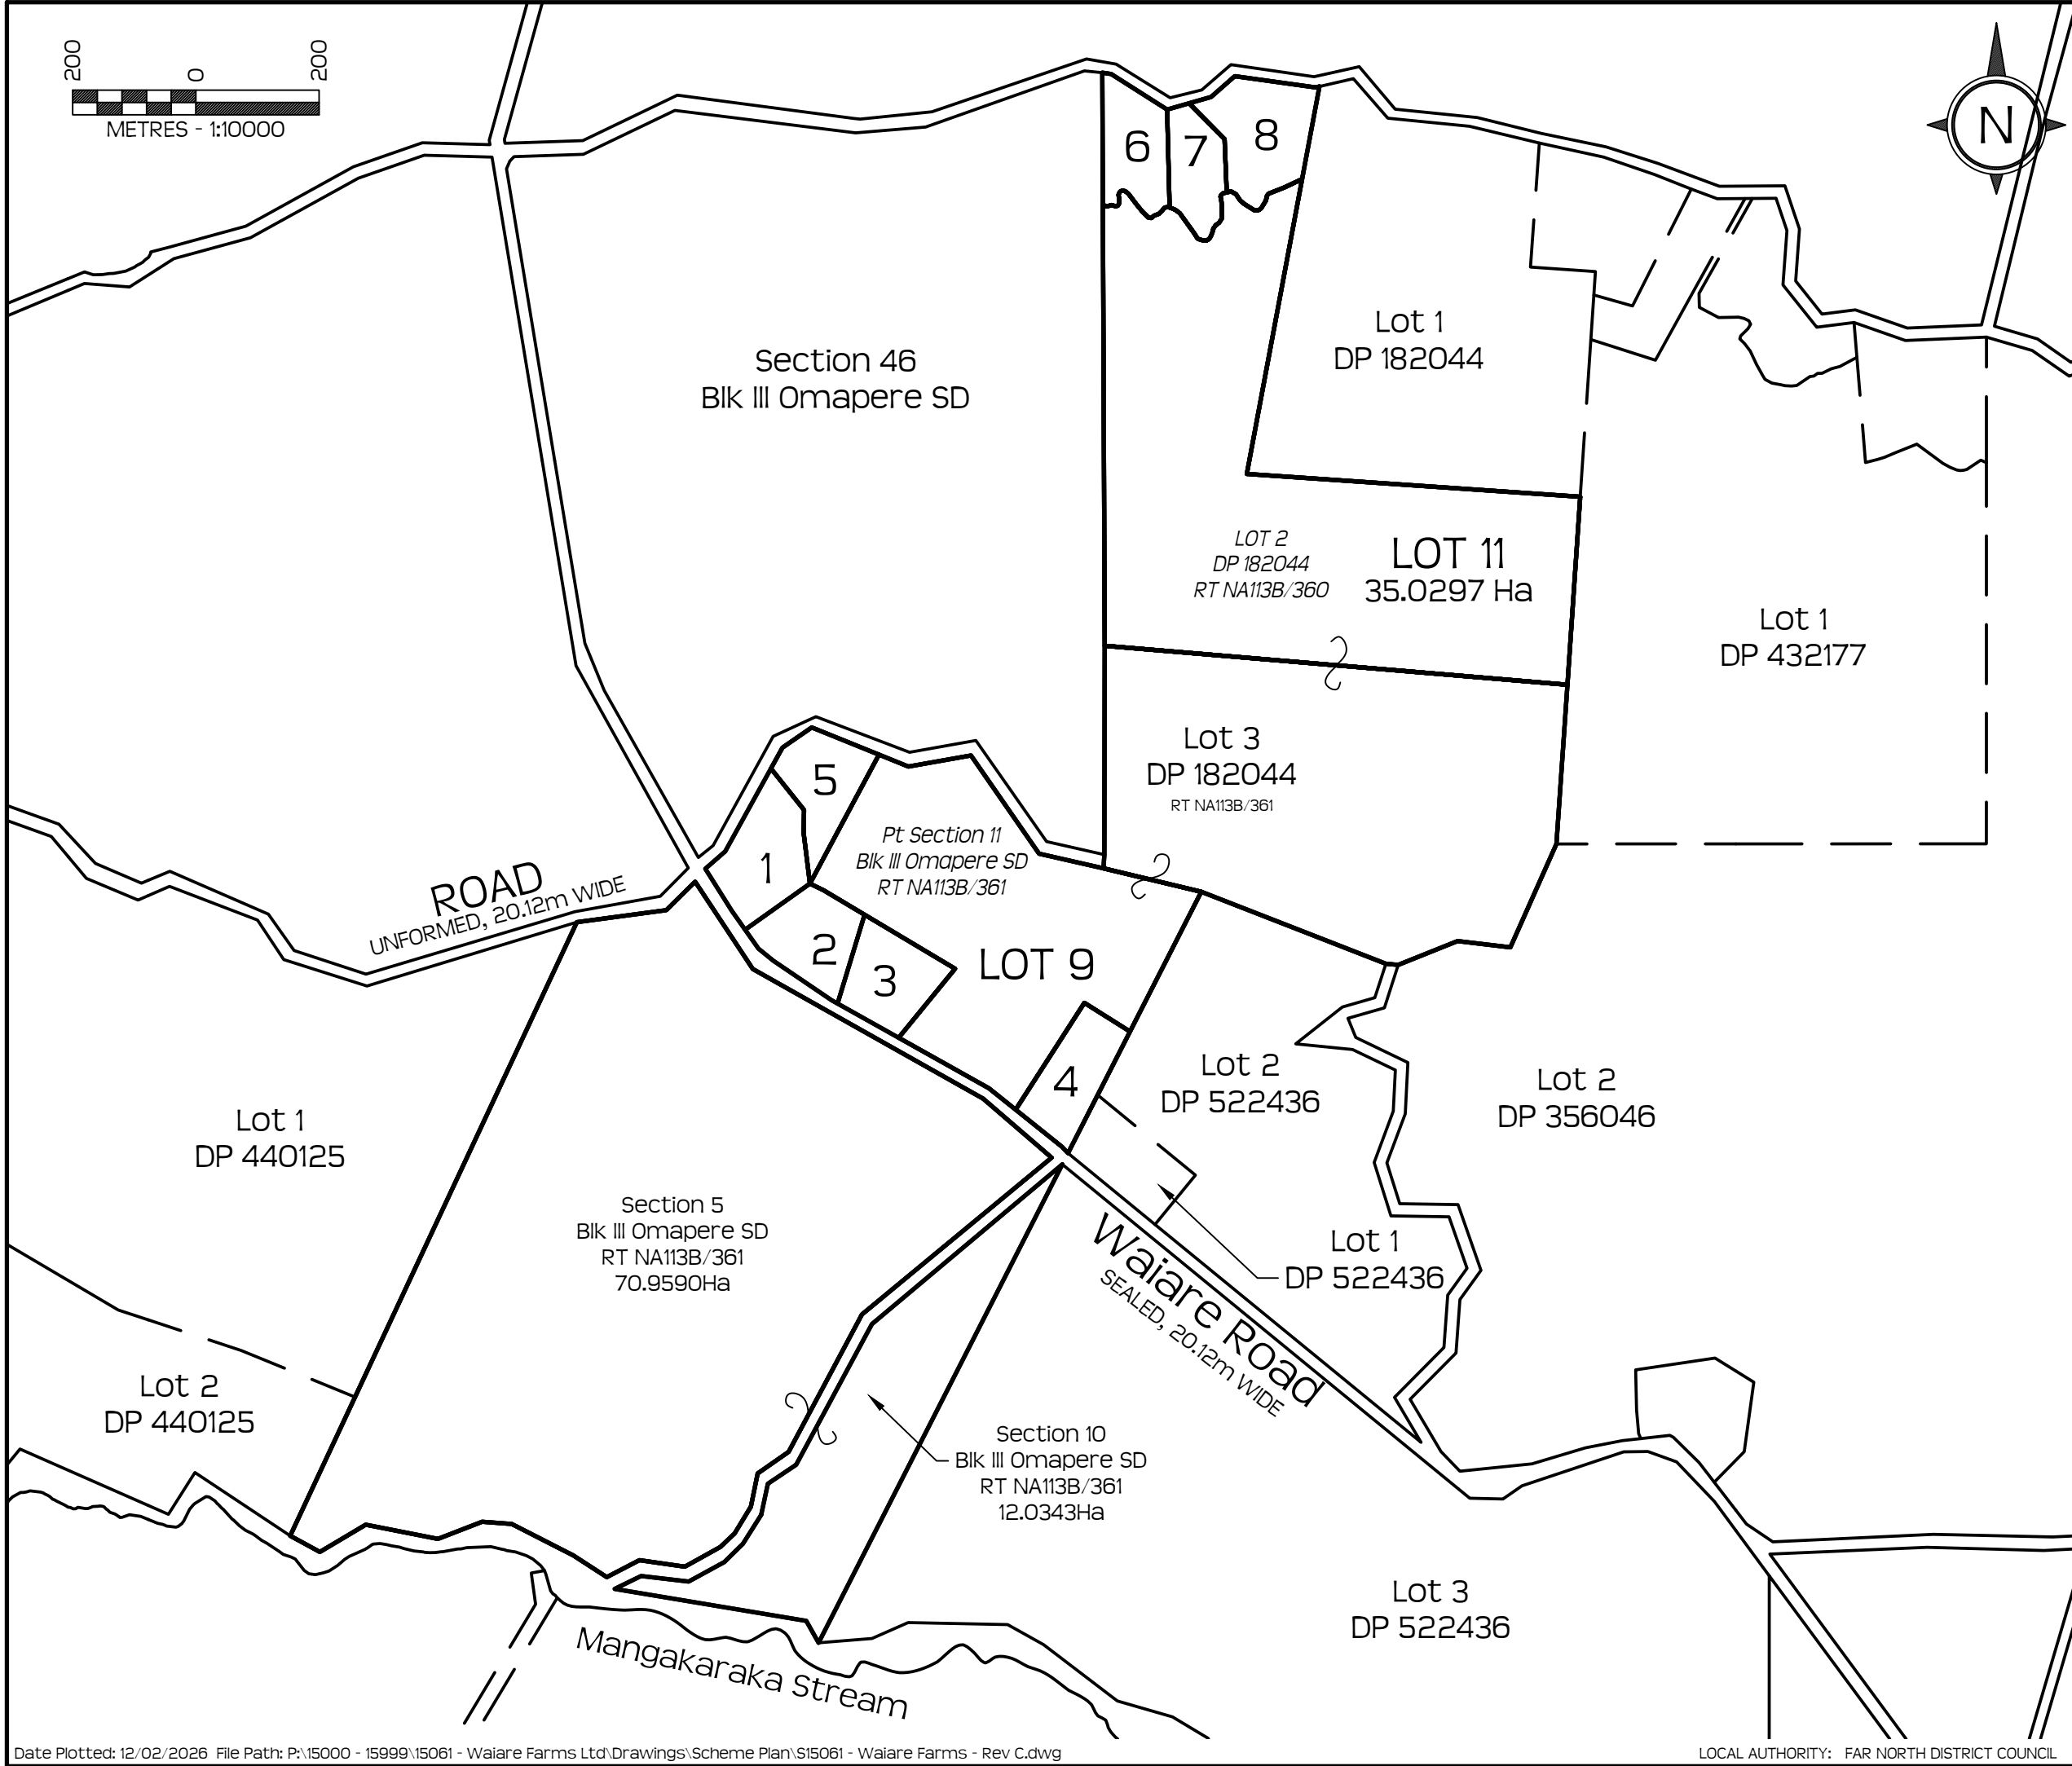 200 0 200
METRES - 1:10000
N
6
7
8
Section 46
Blk III Omapere SD
Lot 1
DP 182044
LOT 2
DP 182044
RT NA113B/360
LOT 11
35.0297 Ha
Lot 1
DP 432177
Lot 3
DP 182044
RT NA113B/361
5
Pt Section 11
Blk III Omapere SD
RT NA113B/361
1
ROAD
UNFORMED, 20.12m WIDE
2
3
LOT 9
4
Lot 2
DP 522436
Lot 2
DP 356046
Lot 1
DP 440125
Section 5
Blk III Omapere SD
RT NA113B/361
70.9590Ha
Waiare Road
SEALED, 20.12m WIDE
Lot 1
DP 522436
Lot 2
DP 440125
Section 10
Blk III Omapere SD
RT NA113B/361
12.0343Ha
Lot 3
DP 522436
Mangakaraka Stream
Date Plotted: 12/02/2026 File Path: P:\15000 - 15999\15061 - Waiare Farms Ltd\Drawings\Scheme Plan\S15061 - Waiare Farms - Rev C.dwg
LOCAL AUTHORITY: FAR NORTH DISTRICT COUNCIL